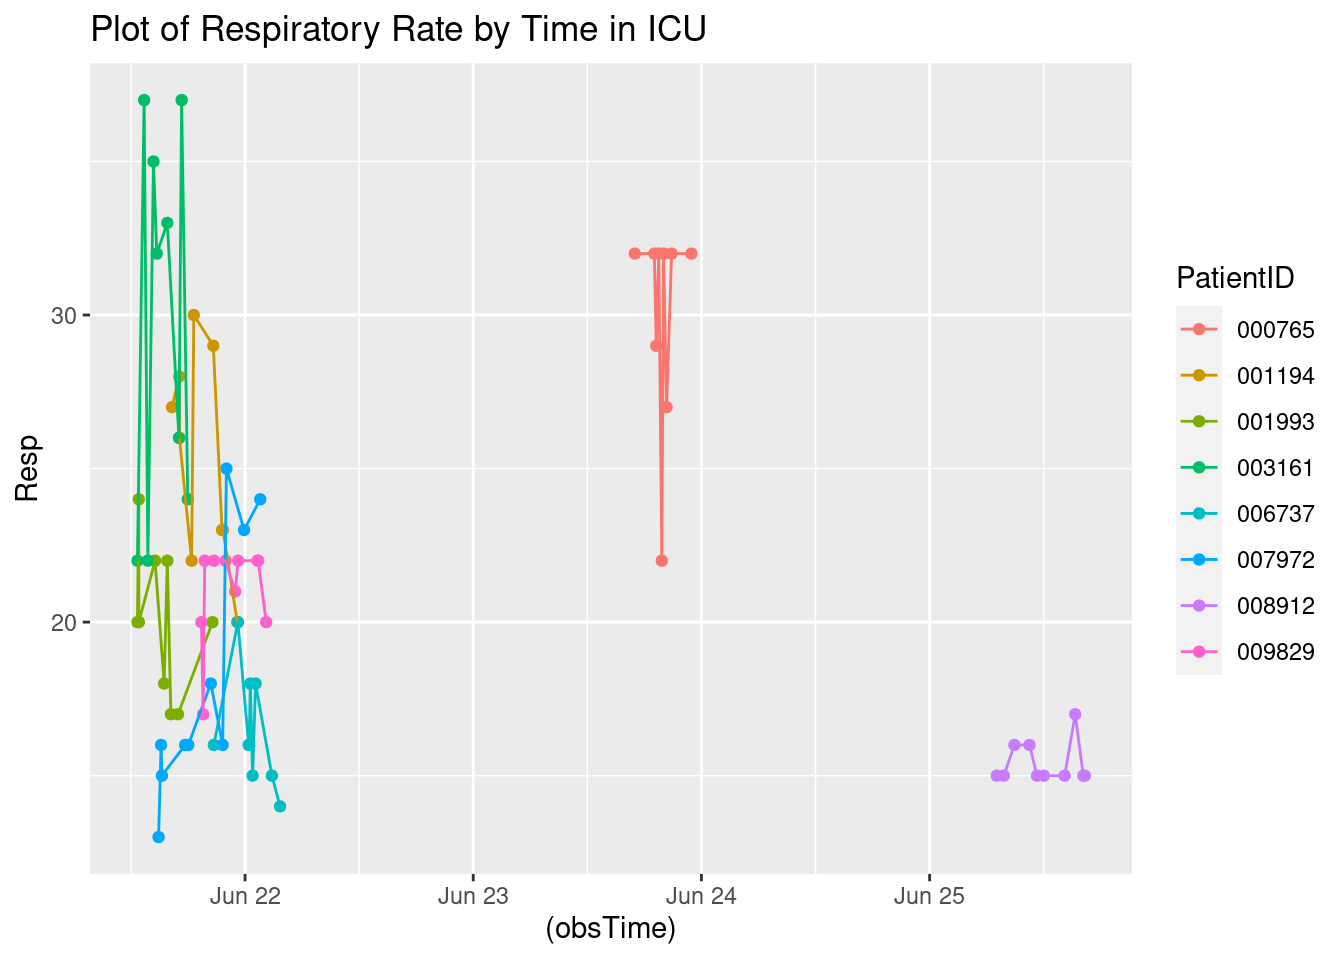 Plot of Respiratory Rate by Time in ICU
Resp
30
20
Jun 22
Jun 23
Jun 24
Jun 25
(obsTime)
PatientID
000765
001194
001993
003161
006737
007972
008912
009829